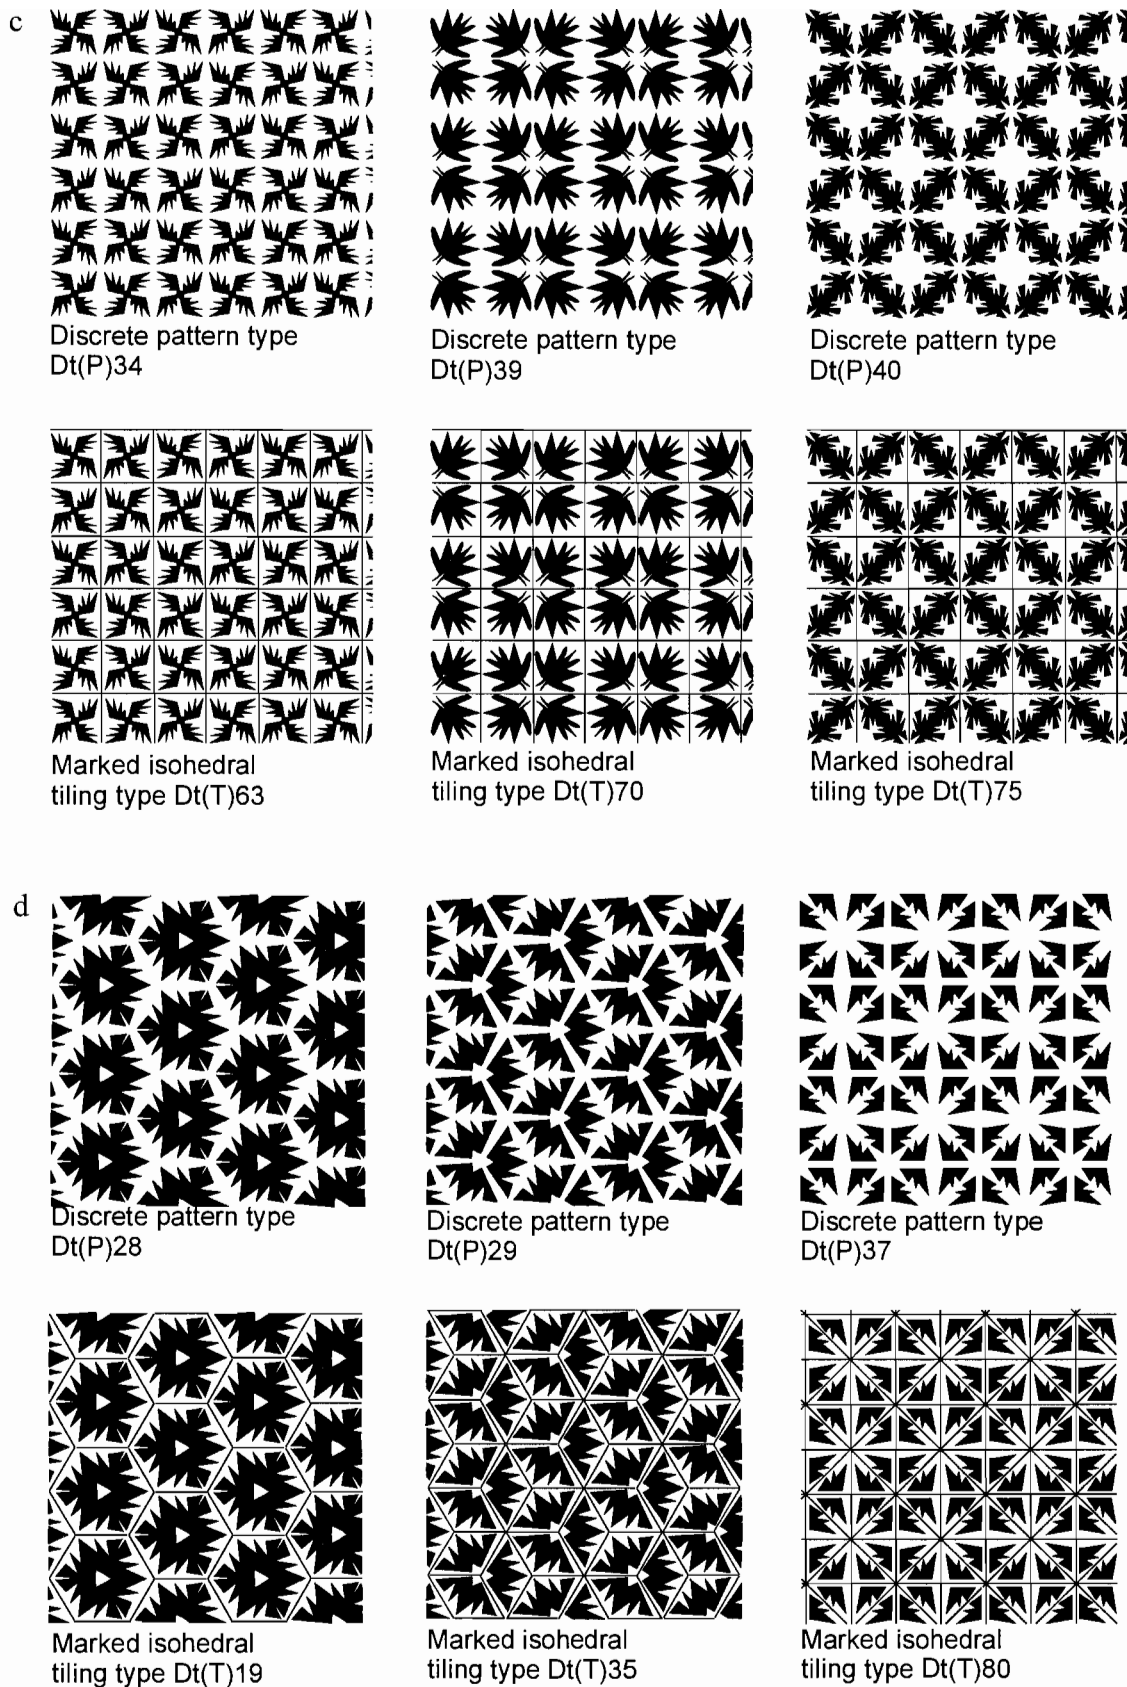 c
Discrete pattern type
Dt(P)34
Discrete pattern type
Dt(P)39
Discrete pattern type
Dt(P)40
Marked isohedral
tiling type Dt(T)63
Marked isohedral
tiling type Dt(T)70
Marked isohedral
tiling type Dt(T)75
d
Discrete pattern type
Dt(P)28
Discrete pattern type
Dt(P)29
Discrete pattern type
Dt(P)37
Marked isohedral
tiling type Dt(T)19
Marked isohedral
tiling type Dt(T)35
Marked isohedral
tiling type Dt(T)80